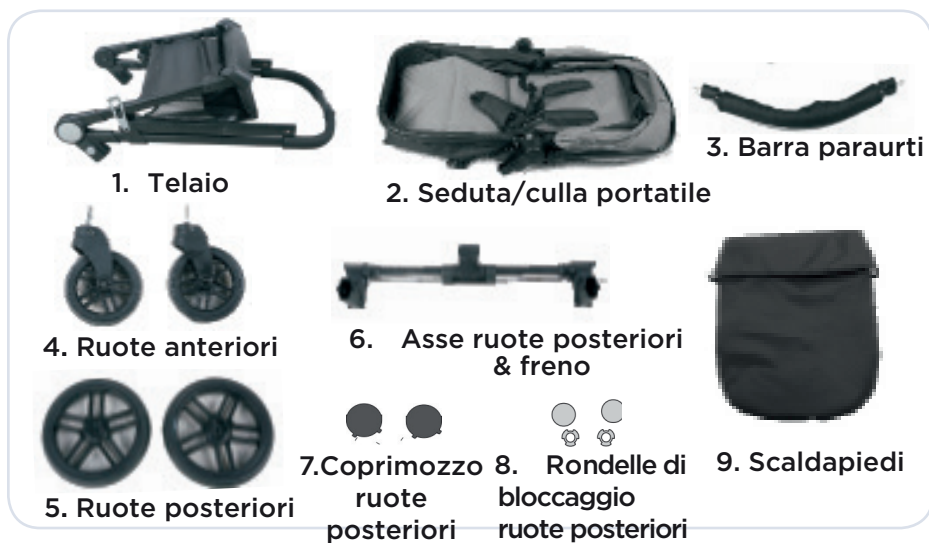 1. Telaio
2. Seduta/culla portatile
3. Barra paraurti
4. Ruote anteriori
6. Asse ruote posteriori
& freno
5. Ruote posteriori
7.Coprimozzo
ruote
posteriori
8. Rondelle di
bloccaggio
ruote posteriori
9. Scaldapiedi